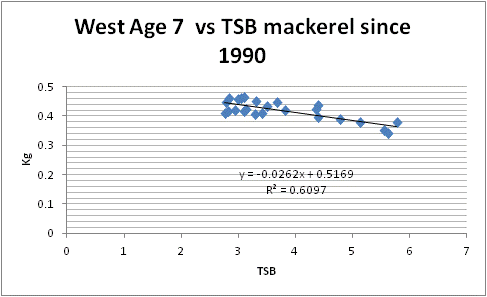 West Age 7  vs TSB mackerel since
1990
0.5
0.4
0.3
0.2
0.1
0
Kg
y = -0.0262x + 0.5169
R² = 0.6097
0 1 2 3 4 5 6 7
TSB